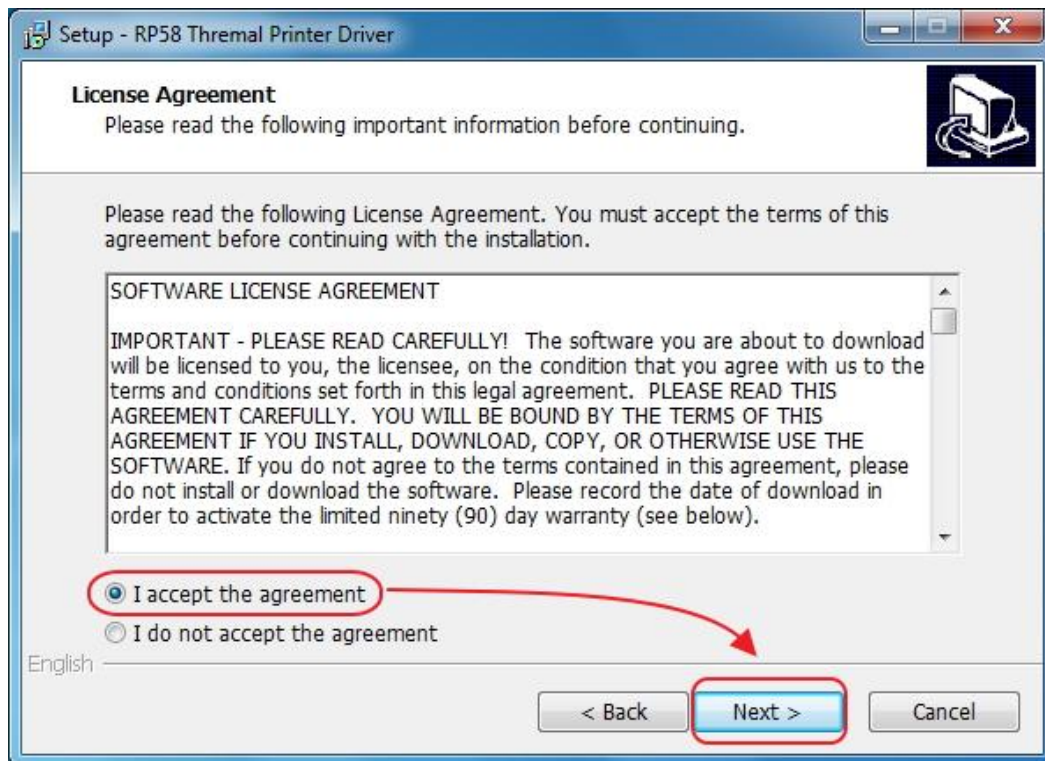 Setup - RP58 Thremal Printer Driver
License Agreement
Please read the following important information before continuing.
Please read the following License Agreement. You must accept the terms of this
agreement before continuing with the installation.
SOFTWARE LICENSE AGREEMENT
IMPORTANT - PLEASE READ CAREFULLY!  The software you are about to download
will be licensed to you, the licensee, on the condition that you agree with us to the
terms and conditions set forth in this legal agreement.  PLEASE READ THIS
AGREEMENT CAREFULLY.  YOU WILL BE BOUND BY THE TERMS OF THIS
AGREEMENT IF YOU INSTALL, DOWNLOAD, COPY, OR OTHERWISE USE THE
SOFTWARE. If you do not agree to the terms contained in this agreement, please
do not install or download the software.  Please record the date of download in
order to activate the limited ninety (90) day warranty (see below).
I accept the agreement
I do not accept the agreement
English
< Back
Next >
Cancel